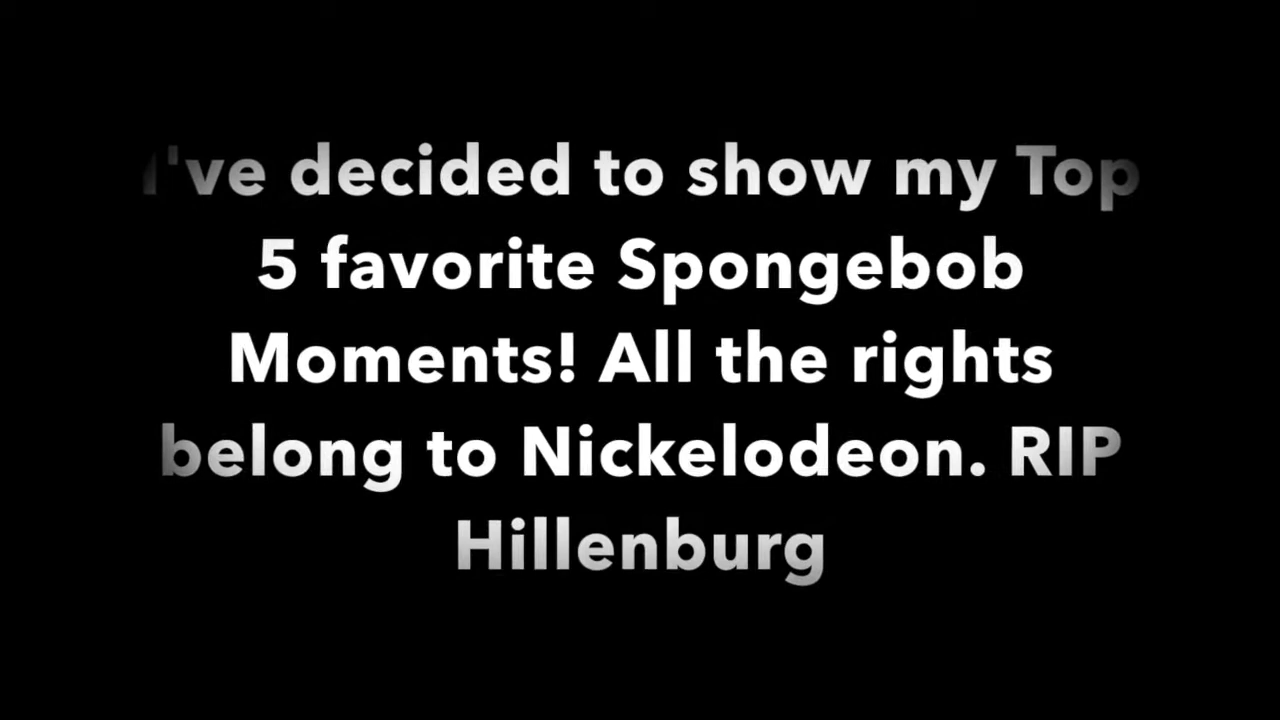 I've decided to show my Top
5 favorite Spongebob
Moments! All the rights
belong to Nickelodeon. RIP
Hillenburg